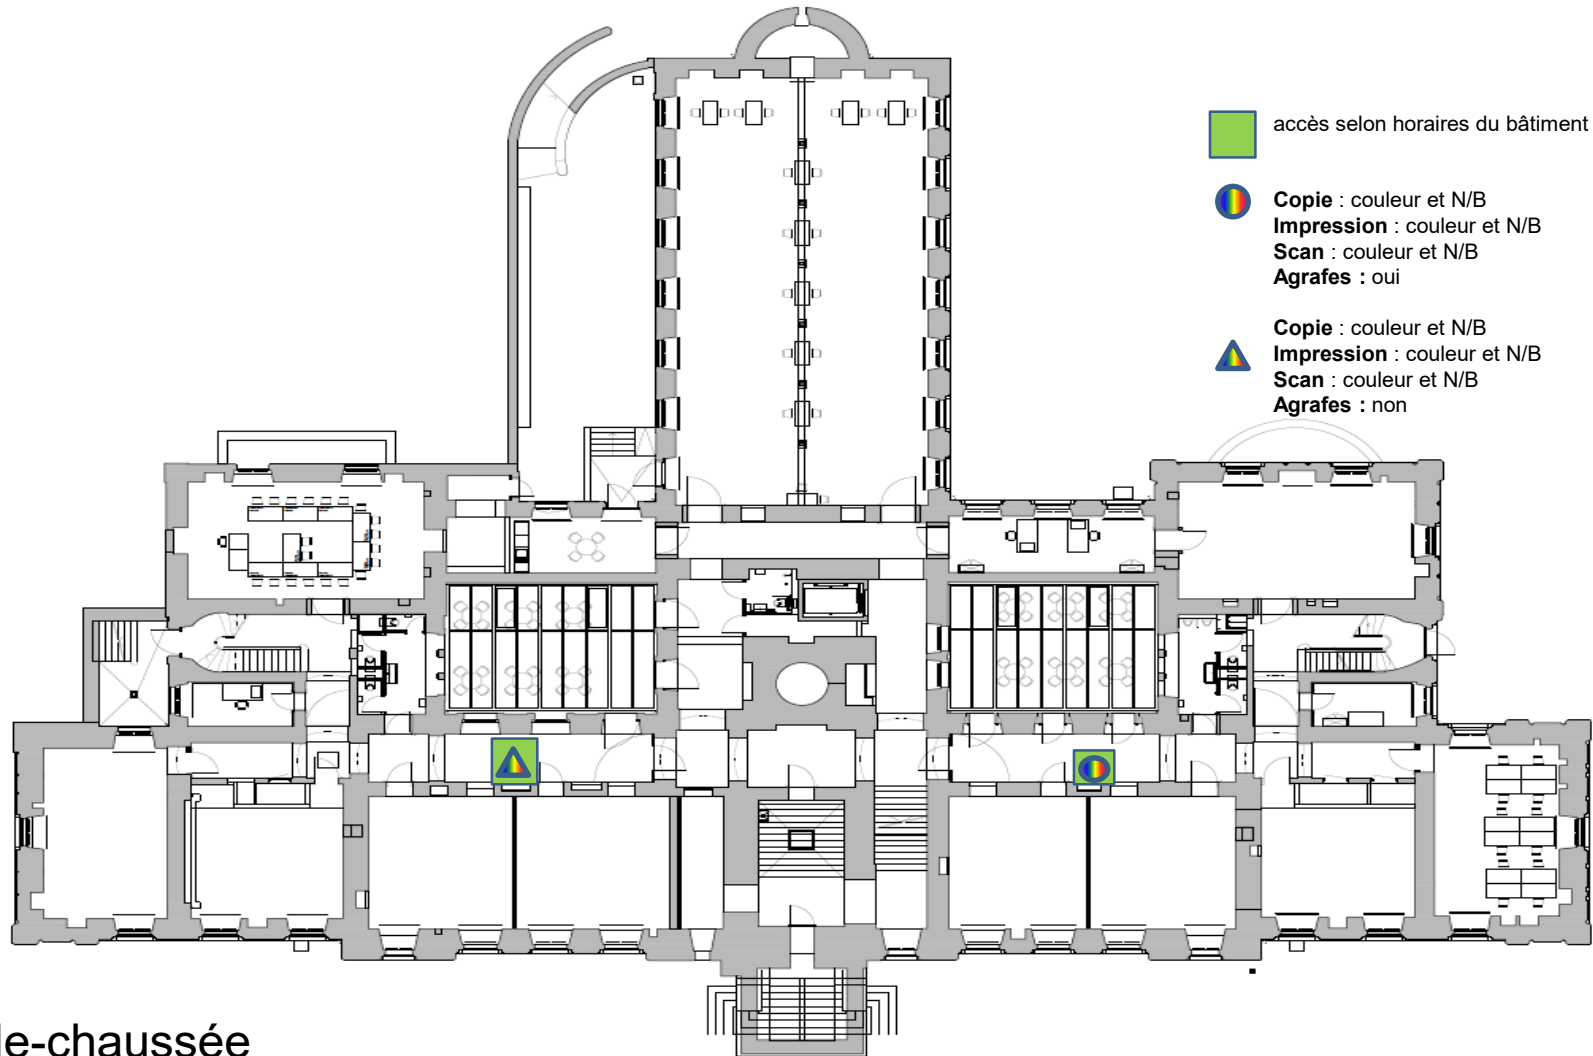 accès selon horaires du bâtiment
Copie : couleur et N/B
Impression : couleur et N/B
Scan : couleur et N/B
Agrafes : oui
Copie : couleur et N/B
Impression : couleur et N/B
Scan : couleur et N/B
Agrafes : non
le-chaussée